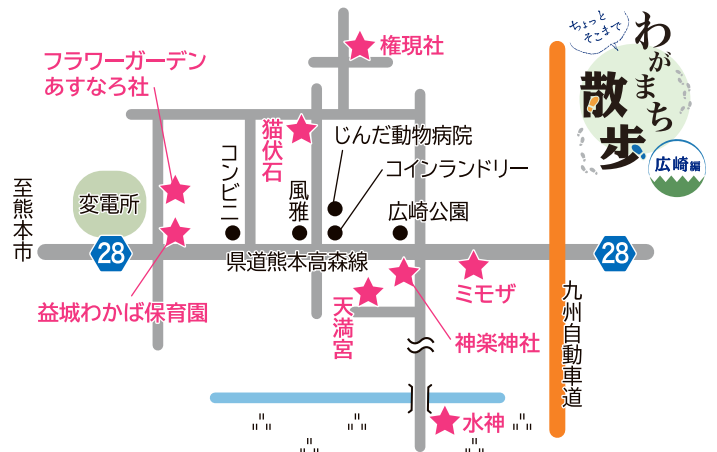 ちょっと
そこまで
わがまち
散歩
広崎編
権現社
フラワーガーデン
あすなろ社
猫伏石
じんだ動物病院
コインランドリー
コンビニ
風雅
広崎公園
至熊本市
変電所
28
28
県道熊本高森線
ミモザ
益城わかば保育園
天満宮
神楽神社
九州自動車道
水神